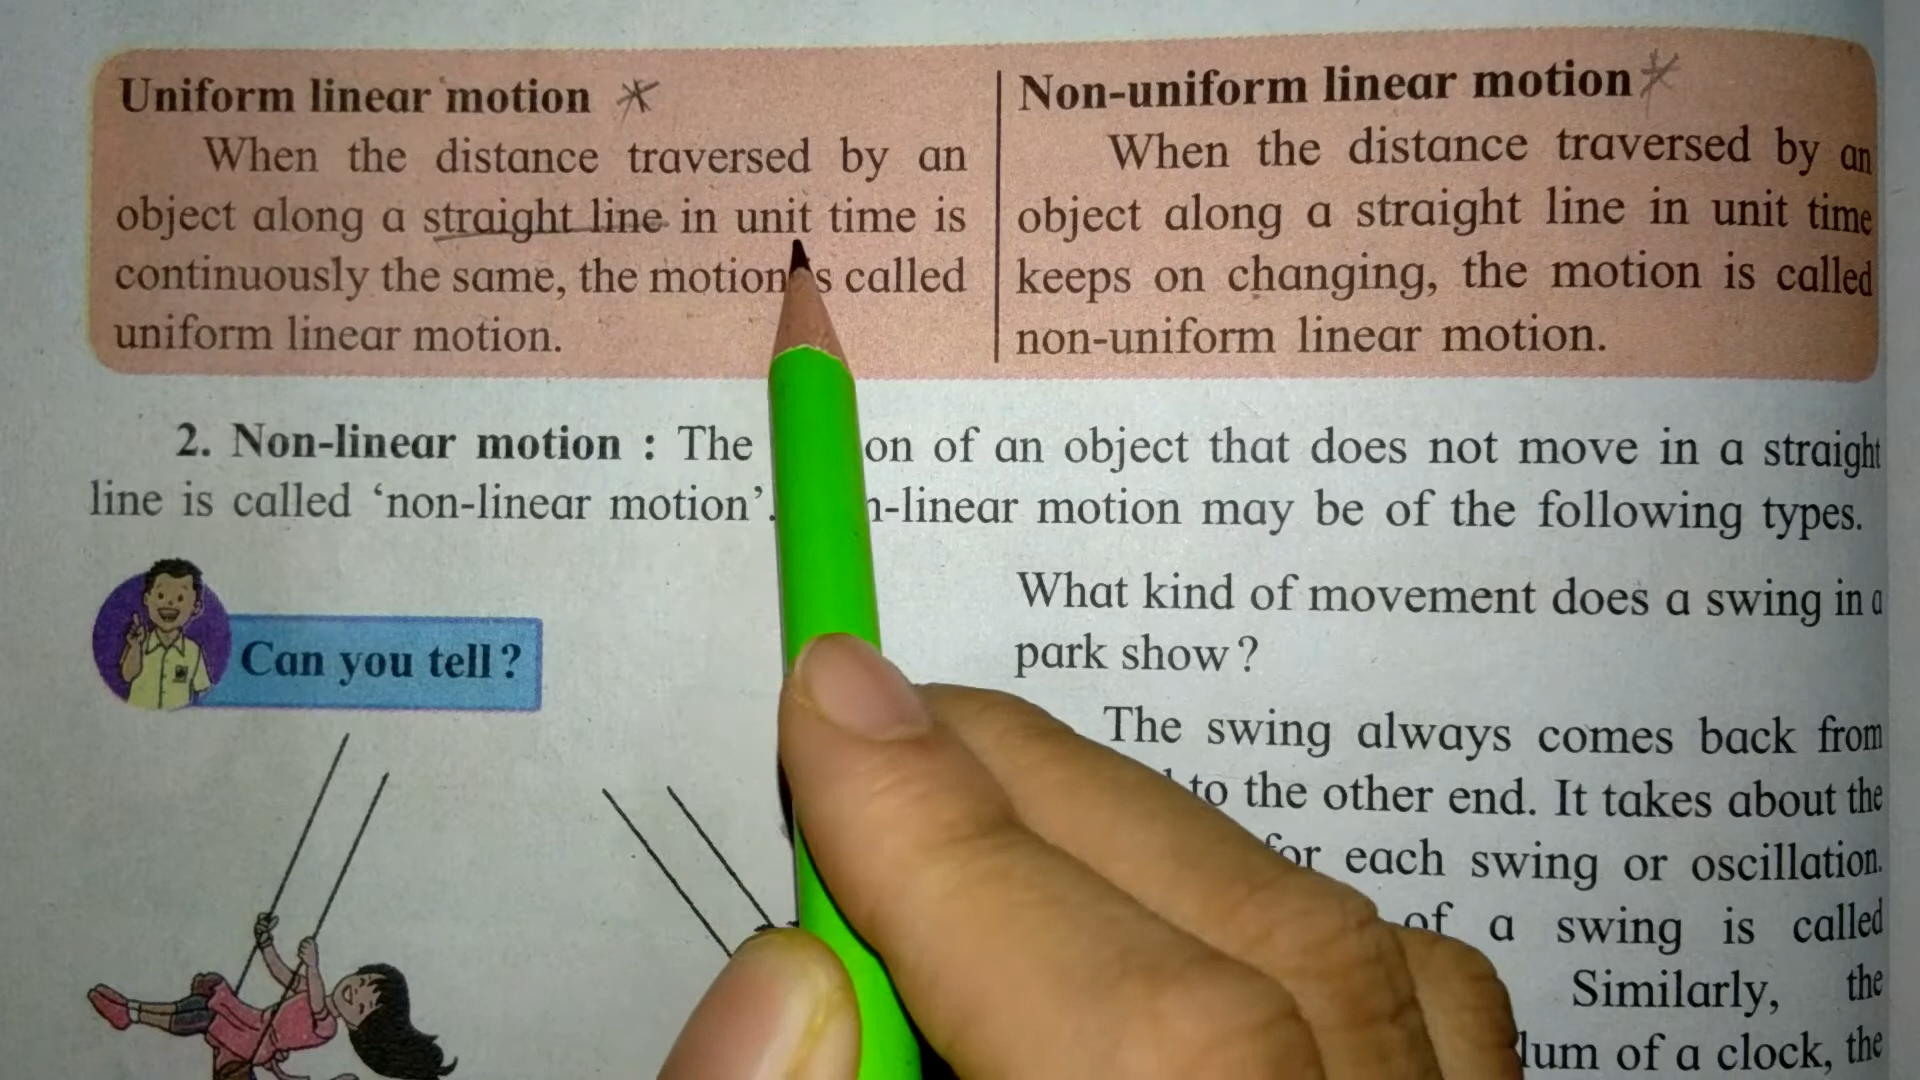 Uniform linear motion
When the distance traversed by an
object along a straight line in unit time is
continuously the same, the motion is called
uniform linear motion.
Non-uniform linear motion
When the distance traversed by an
object along a straight line in unit time
keeps on changing, the motion is called
non-uniform linear motion.
2. Non-linear motion : The on of an object that does not move in a straight
line is called ‘non-linear motion’. -linear motion may be of the following types.
Can you tell?
What kind of movement does a swing in a
park show?
The swing always comes back from
to the other end. It takes about the
for each swing or oscillation.
of a swing is called
Similarly, the
lum of a clock, the